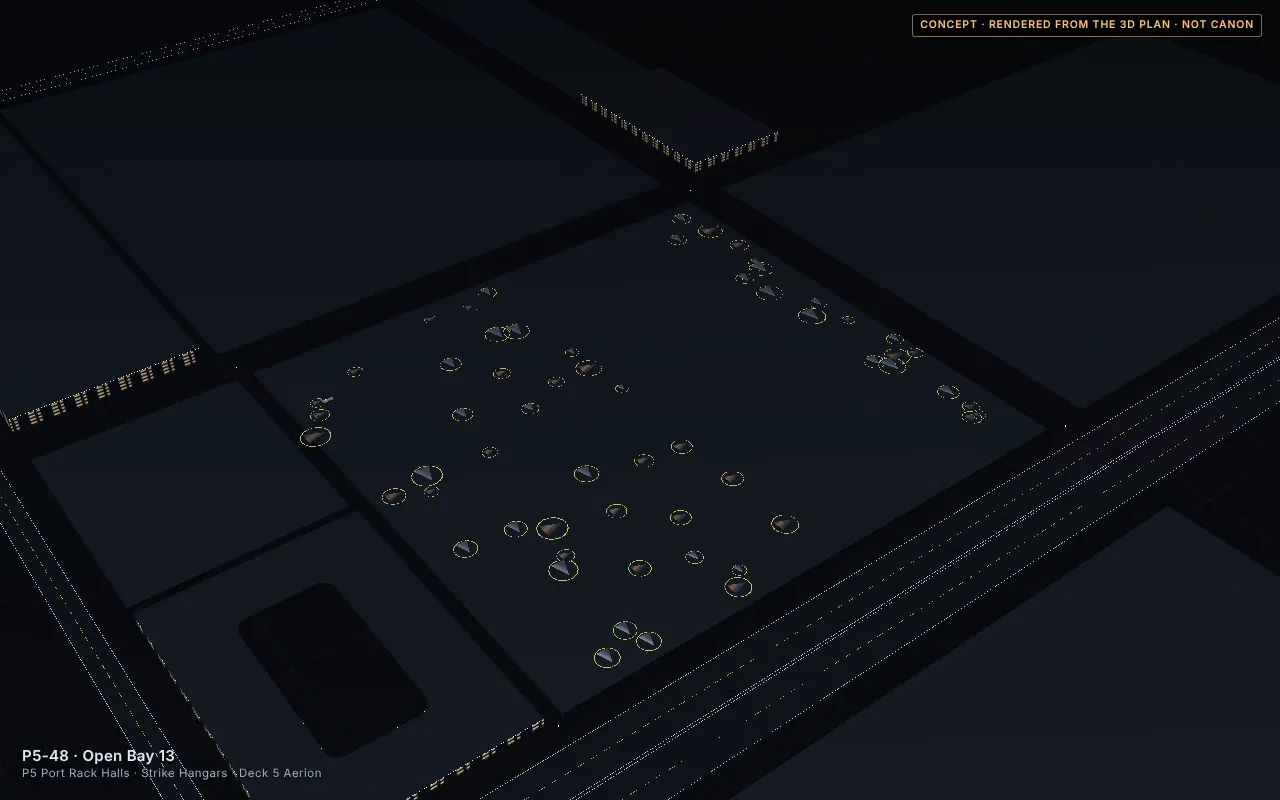 CONCEPT · RENDERED FROM THE 3D PLAN · NOT CANON
P5-48 · Open Bay 13
P5 Port Rack Halls · Strike Hangars · Deck 5 Aerion